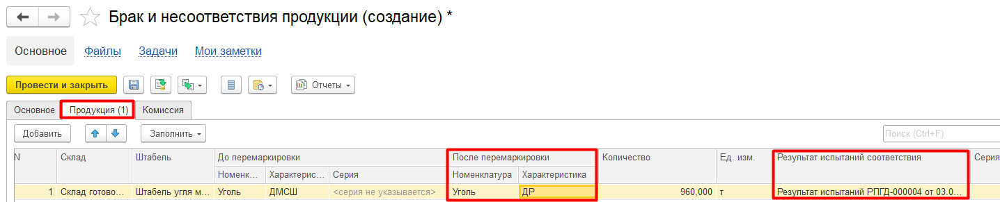 Брак и несоответствия продукции (создание) *
Основное Файлы Задачи Мои заметки
Провести и закрыть Отчеты
Основное Продукция (1) Комиссия
Добавить Заполнить Поиск (Ctrl+F)
N Склад Штабель До перемаркировки После перемаркировки Количество Ед. изм. Результат испытаний соответствия Серия
Номенк... Характерис... Серия Номенклатура Характеристика
1 Склад готово... Штабель угля м... Уголь ДМСШ <серия не указывается> Уголь ДР 960,000 т Результат испытаний РПГД-000004 от 03.0...